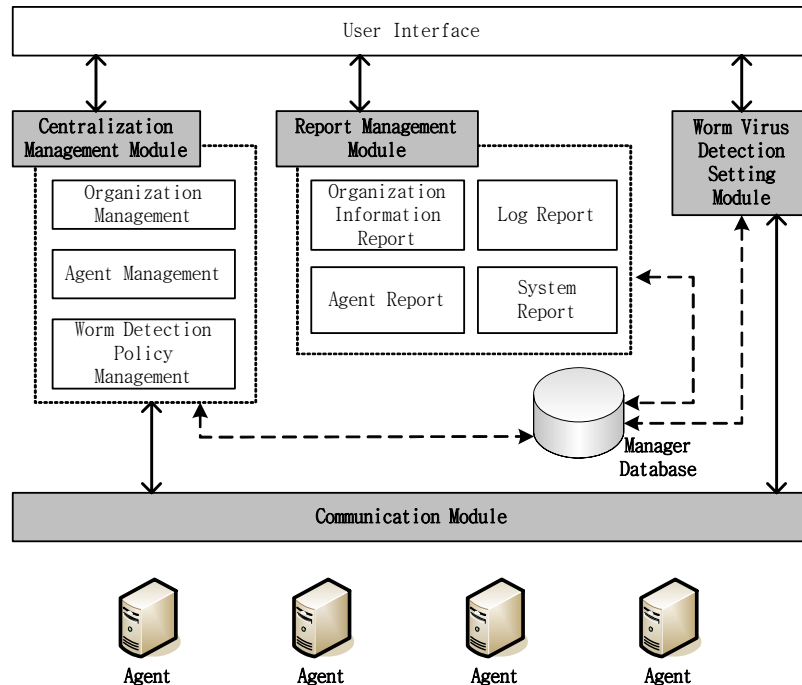 User Interface
Centralization
Management Module
Report Management
Module
Worm Virus
Detection
Setting
Module
Organization
Management
Agent Management
Worm Detection
Policy
Management
Organization
Information
Report
Log Report
Agent Report
System
Report
Manager
Database
Communication Module
Agent
Agent
Agent
Agent